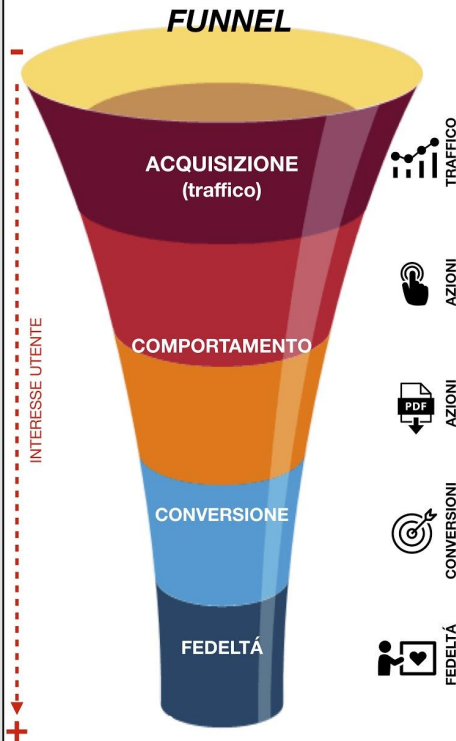 FUNNEL
-
ACQUISIZIONE
(traffico)
COMPORTAMENTO
CONVERSIONE
FEDELTÁ
INTERESSE UTENTE
+
TRAFFICO
AZIONI
PDF
AZIONI
CONVERSIONI
FEDELTÁ